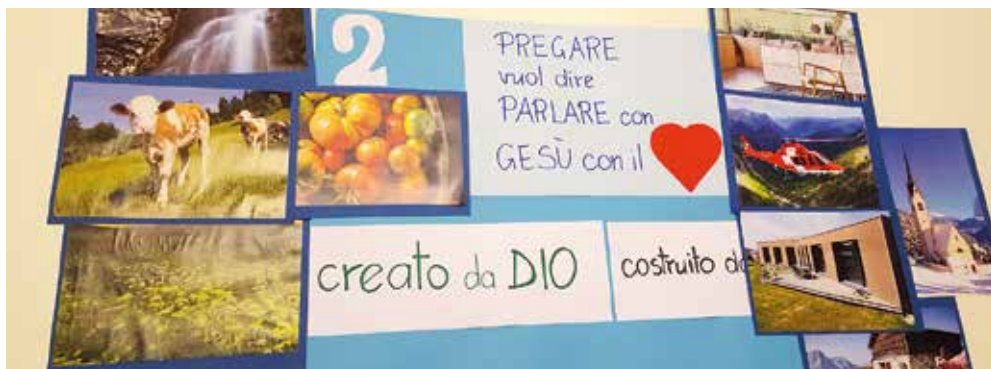 2
PREGARE
vuol dire
PARLARE con
GESÙ con il
creato da DIO
costruito